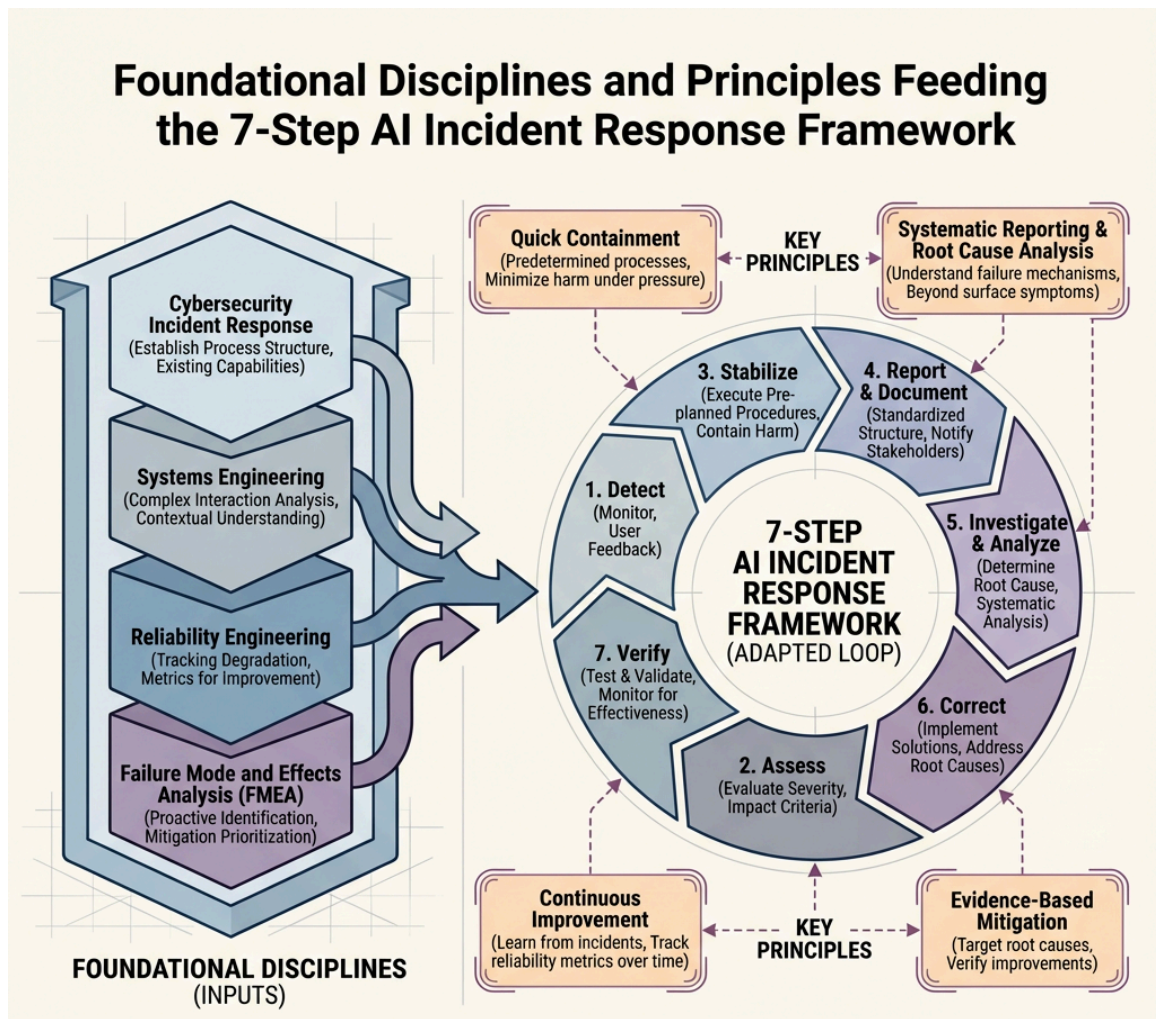 Foundational Disciplines and Principles Feeding
the 7-Step AI Incident Response Framework
Cybersecurity
Incident Response
(Establish Process Structure,
Existing Capabilities)
Systems Engineering
(Complex Interaction Analysis,
Contextual Understanding)
Reliability Engineering
(Tracking Degradation,
Metrics for Improvement)
Failure Mode and Effects
Analysis (FMEA)
(Proactive Identification,
Mitigation Prioritization)
FOUNDATIONAL DISCIPLINES
(INPUTS)
Quick Containment
(Predetermined processes,
Minimize harm under pressure)
KEY
PRINCIPLES
Systematic Reporting &
Root Cause Analysis
(Understand failure mechanisms,
Beyond surface symptoms)
3. Stabilize
(Execute Pre-
planned Procedures,
Contain Harm)
4. Report
& Document
(Standardized
Structure, Notify
Stakeholders)
1. Detect
(Monitor,
User
Feedback)
7-STEP
AI INCIDENT
RESPONSE
FRAMEWORK
(ADAPTED LOOP)
5. Investigate
& Analyze
(Determine
Root Cause,
Systematic
Analysis)
7. Verify
(Test & Validate,
Monitor for
Effectiveness)
6. Correct
(Implement
Solutions, Address
Root Causes)
2. Assess
(Evaluate Severity,
Impact Criteria)
Continuous
Improvement
(Learn from incidents, Track
reliability metrics over time)
KEY
PRINCIPLES
Evidence-Based
Mitigation
(Target root causes,
Verify improvements)